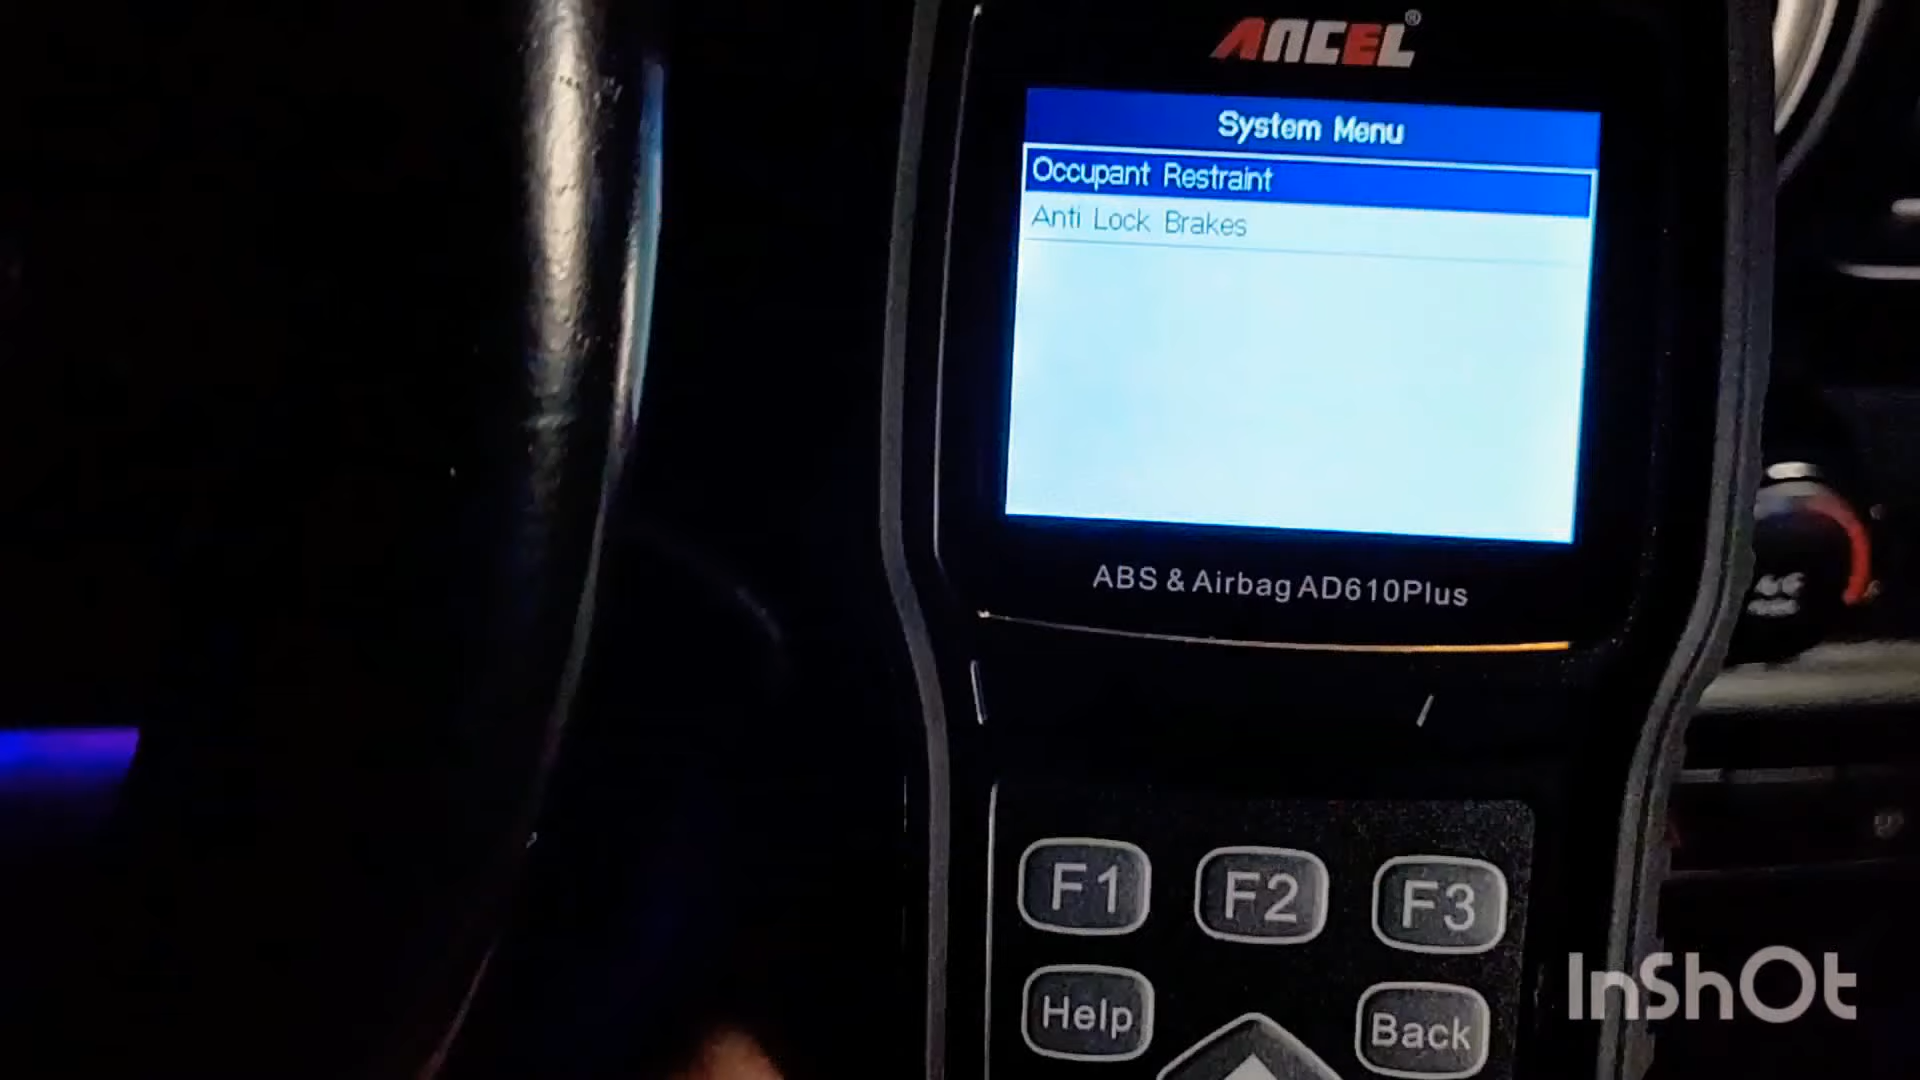 ANCEL®
System Menu
Occupant Restraint
Anti Lock Brakes
ABS & Airbag AD610Plus
F1 F2 F3
Help Back
InShOt